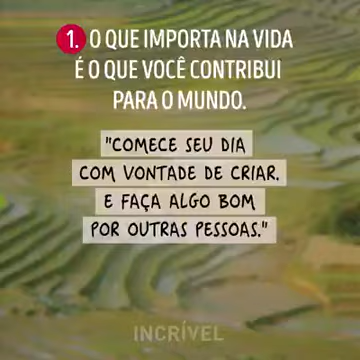 1. O QUE IMPORTA NA VIDA
É O QUE VOCÊ CONTRIBUI
PARA O MUNDO.
"COMECE SEU DIA
COM VONTADE DE CRIAR.
E FAÇA ALGO BOM
POR OUTRAS PESSOAS."
INCRÍVEL